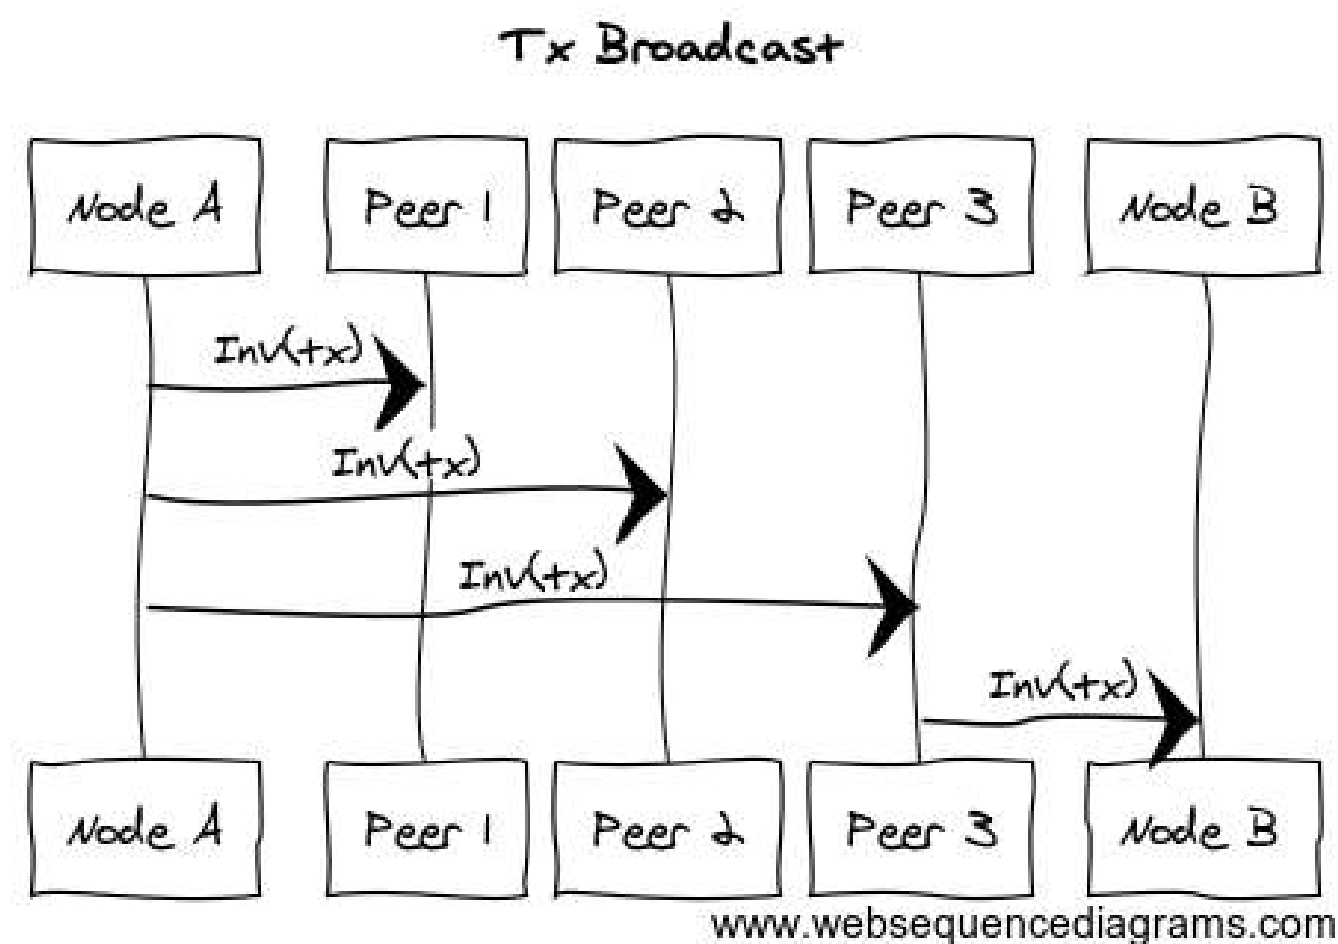 Tx Broadcast
Node A Peer 1 Peer 2 Peer 3 Node B
Inv(tx)
Inv(tx)
Inv(tx)
Inv(tx)
Node A Peer 1 Peer 2 Peer 3 Node B
www.websequencediagrams.com